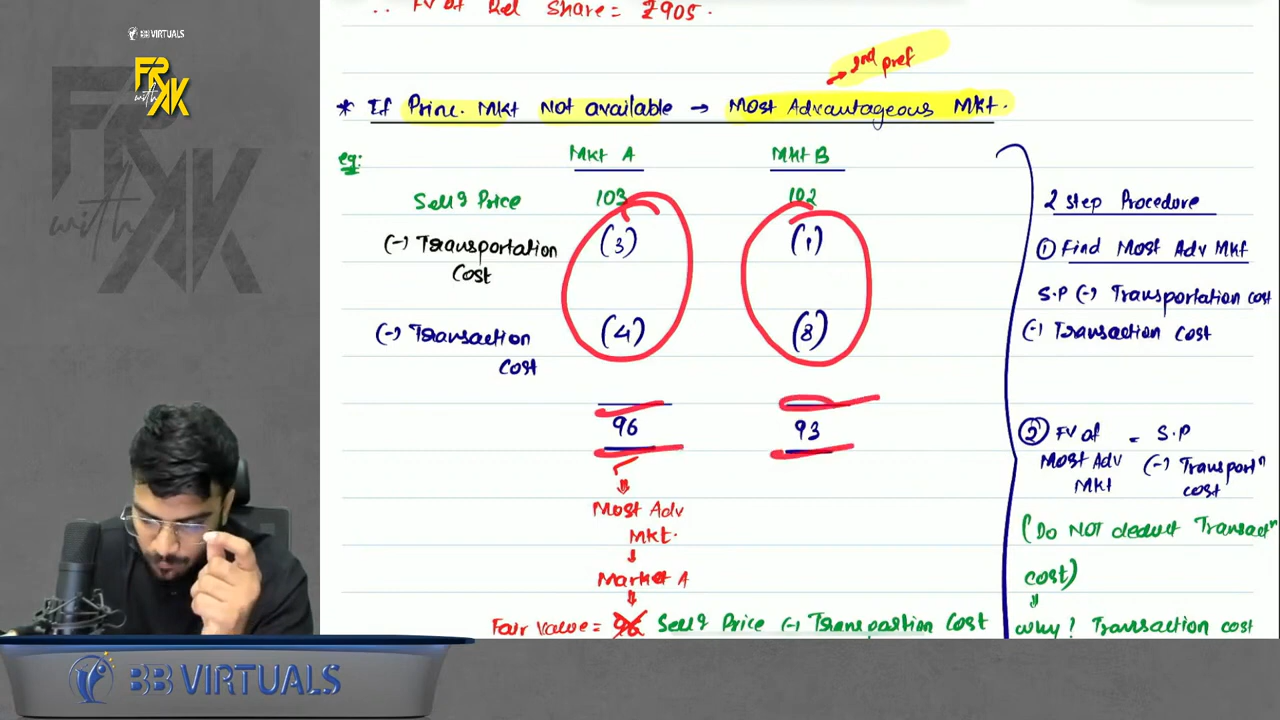 ∴ FV of Rel Share = ₹905.
BB VIRTUALS
FR with AK
2nd pref
* If Princ. Mkt Not available → Most Advantageous Mkt.
eg:
Mkt A Mkt B
Sell9 Price 103 102
(-) Transportation Cost (3) (1)
(-) Transaction Cost (4) (8)
96 93
Most Adv Mkt.
Market A
Fair Value = 96 Sell9 Price (-) Transportation Cost
2 Step Procedure
① Find Most Adv Mkt
S.P (-) Transportation cost
(-) Transaction Cost
② FV of Most Adv Mkt = S.P (-) Transportn cost
(Do NOT deduct Transactn cost)
why? Transaction cost
BB VIRTUALS